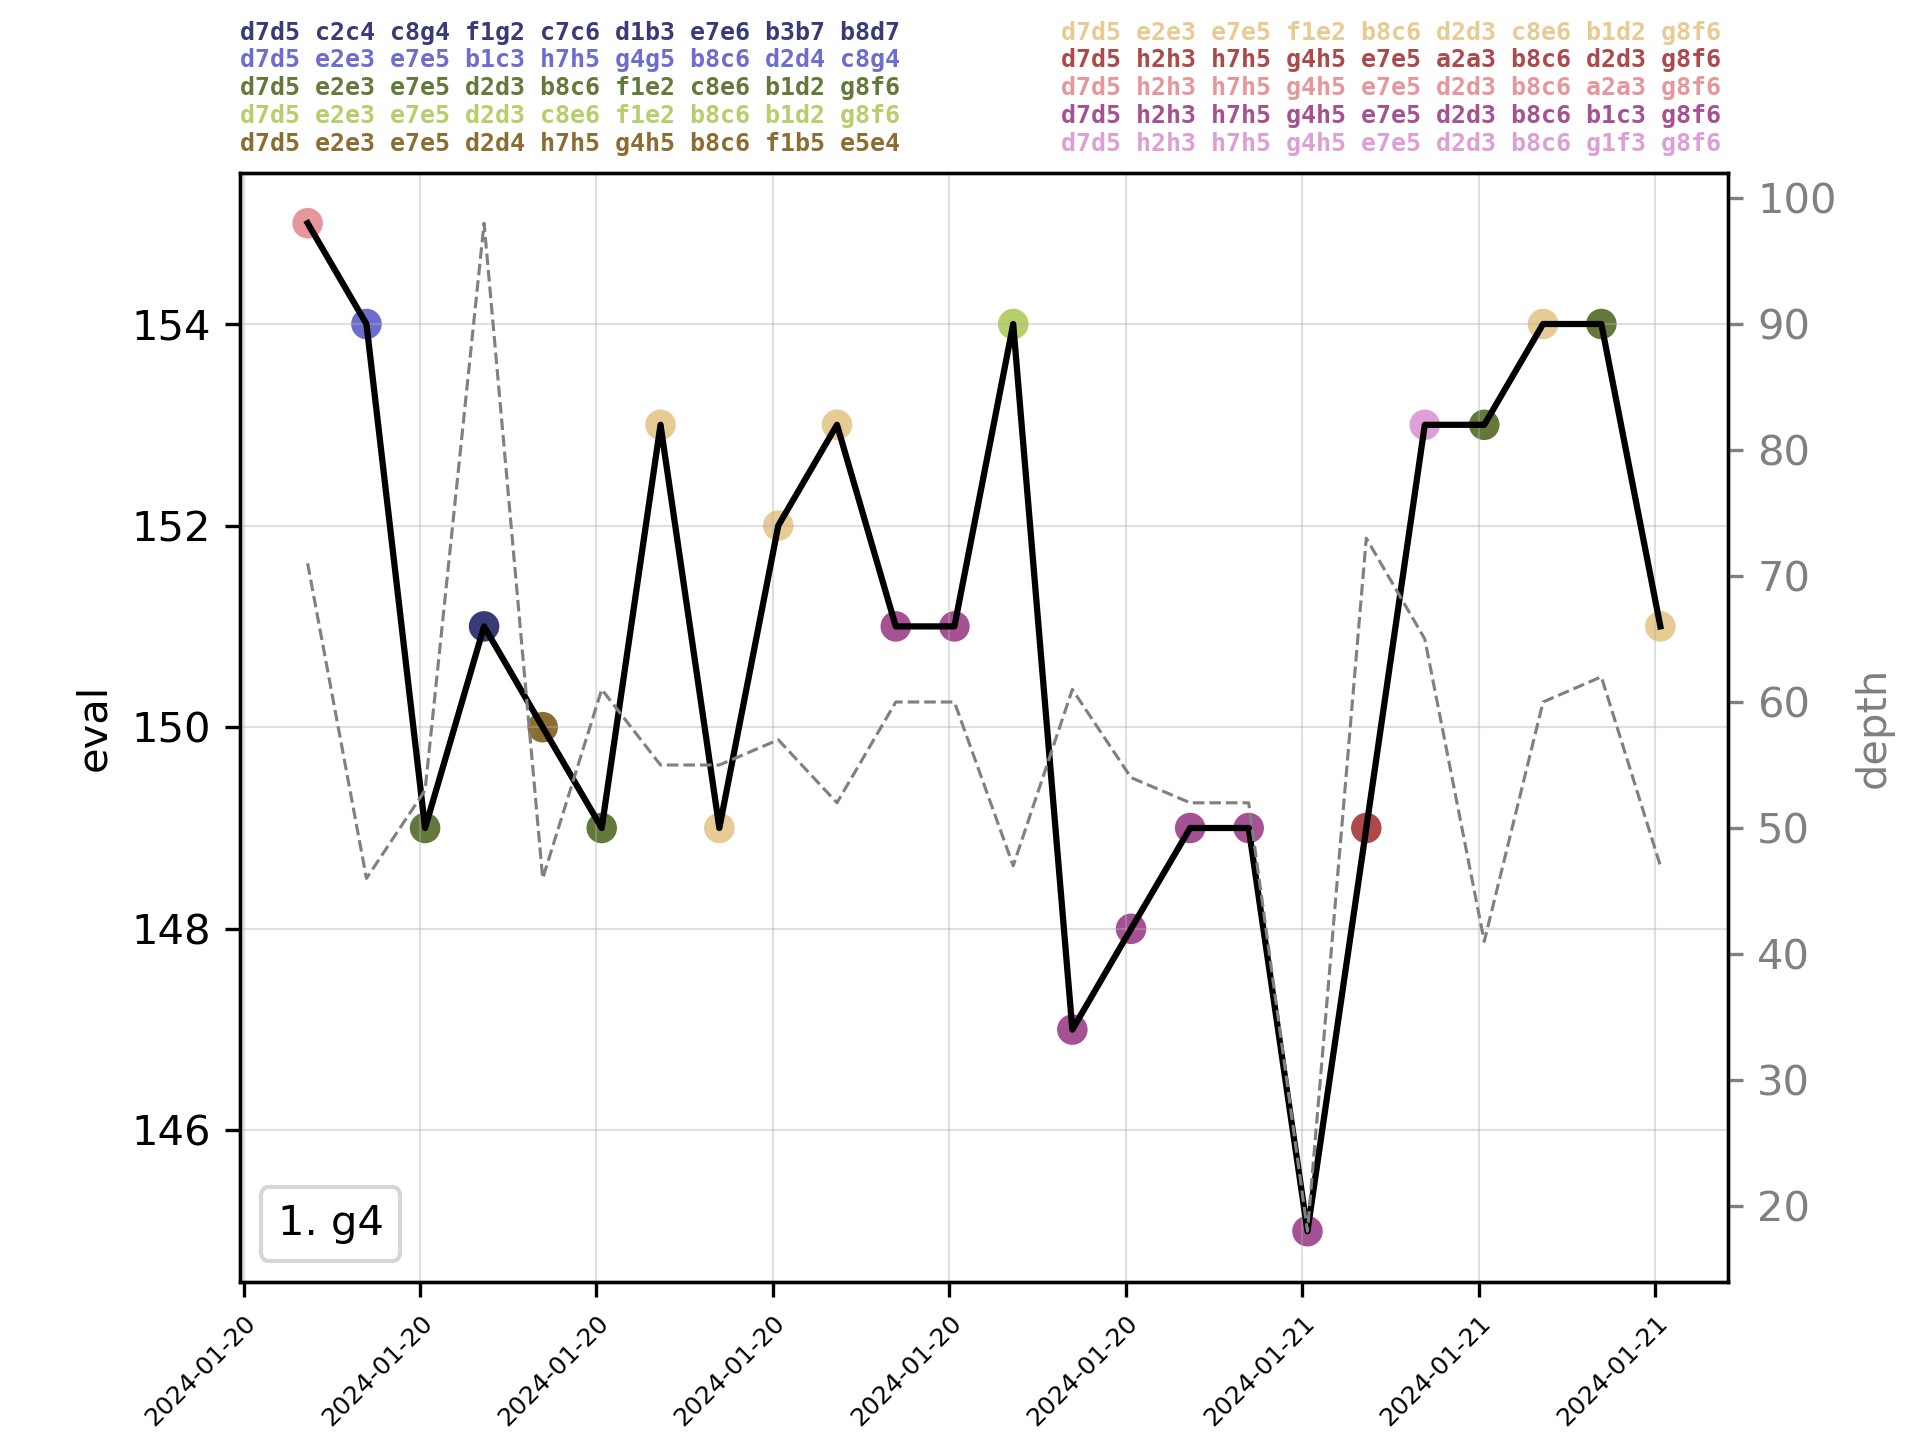 d7d5 c2c4 c8g4 f1g2 c7c6 d1b3 e7e6 b3b7 b8d7
d7d5 e2e3 e7e5 b1c3 h7h5 g4g5 b8c6 d2d4 c8g4
d7d5 e2e3 e7e5 d2d3 b8c6 f1e2 c8e6 b1d2 g8f6
d7d5 e2e3 e7e5 d2d3 c8e6 f1e2 b8c6 b1d2 g8f6
d7d5 e2e3 e7e5 d2d4 h7h5 g4h5 b8c6 f1b5 e5e4
d7d5 e2e3 e7e5 f1e2 b8c6 d2d3 c8e6 b1d2 g8f6
d7d5 h2h3 h7h5 g4h5 e7e5 a2a3 b8c6 d2d3 g8f6
d7d5 h2h3 h7h5 g4h5 e7e5 d2d3 b8c6 a2a3 g8f6
d7d5 h2h3 h7h5 g4h5 e7e5 d2d3 b8c6 b1c3 g8f6
d7d5 h2h3 h7h5 g4h5 e7e5 d2d3 b8c6 g1f3 g8f6
154
152
150
148
146
eval
100
90
80
70
60
50
40
30
20
depth
1. g4
2024-01-20
2024-01-20
2024-01-20
2024-01-20
2024-01-20
2024-01-20
2024-01-21
2024-01-21
2024-01-21